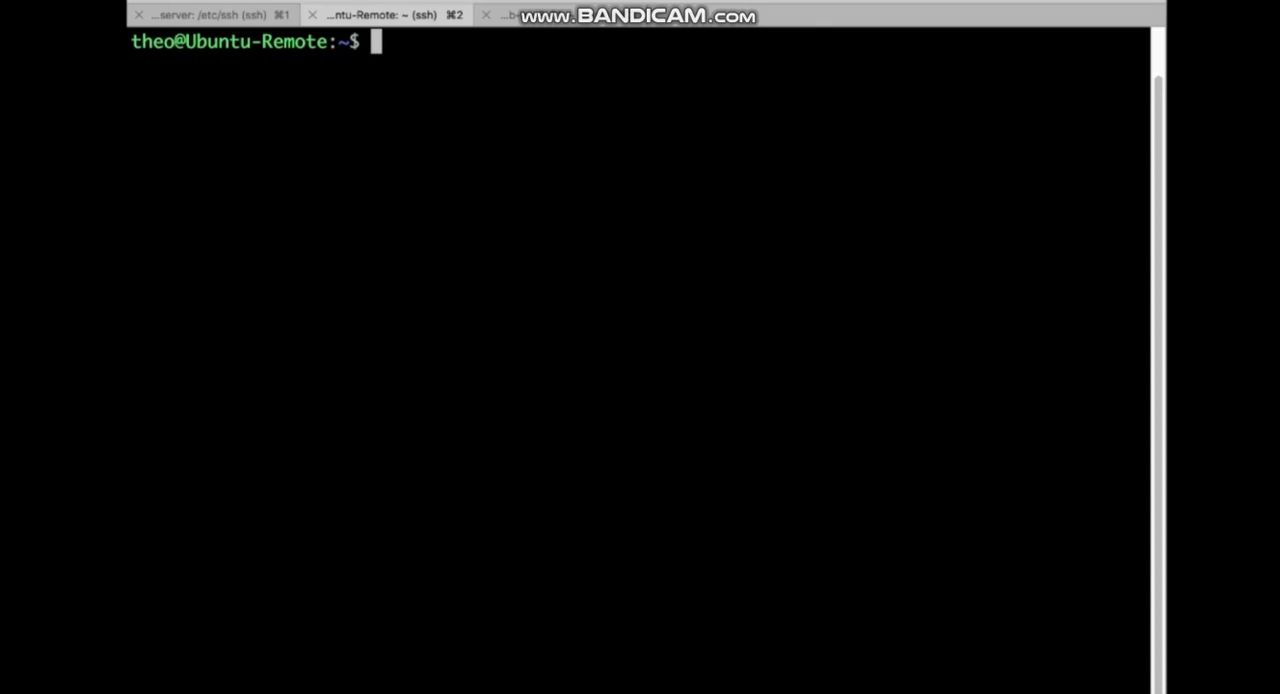 ...server: /etc/ssh (ssh) ⌘1 ...ntu-Remote: ~ (ssh) ⌘2 ...b- www.BANDICAM.com
theo@Ubuntu-Remote:~$